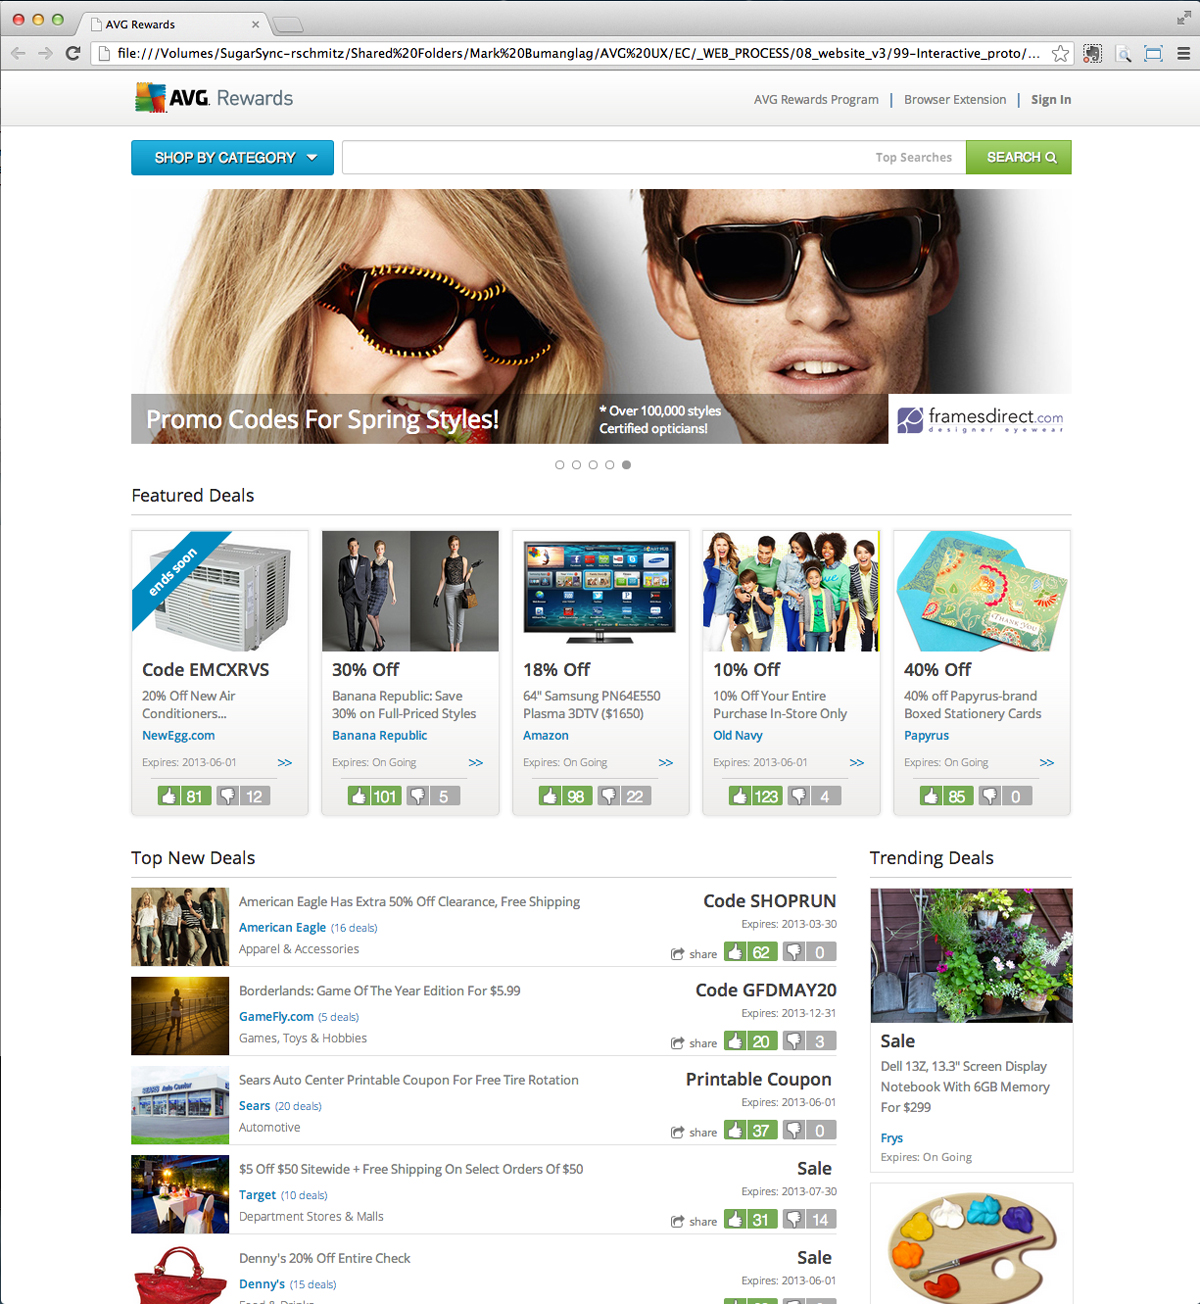 AVG Rewards
file:///Volumes/SugarSync-rschmitz/Shared%20Folders/Mark%20Bumanglag/AVG%20UX/EC/_WEB_PROCESS/08_website_v3/99-Interactive_proto/...
AVG. Rewards
AVG Rewards Program | Browser Extension | Sign In
SHOP BY CATEGORY
Top Searches
SEARCH
Promo Codes For Spring Styles!
* Over 100,000 styles
Certified opticians!
framesdirect.com
designer eyewear
Featured Deals
ends soon
Code EMCXRVS
20% Off New Air
Conditioners...
NewEgg.com
Expires: 2013-06-01 >>
81 12
30% Off
Banana Republic: Save
30% on Full-Priced Styles
Banana Republic
Expires: On Going >>
101 5
18% Off
64" Samsung PN64E550
Plasma 3DTV ($1650)
Amazon
Expires: On Going >>
98 22
10% Off
10% Off Your Entire
Purchase In-Store Only
Old Navy
Expires: 2013-06-01 >>
123 4
THANK YOU
40% Off
40% off Papyrus-brand
Boxed Stationery Cards
Papyrus
Expires: On Going >>
85 0
Top New Deals
American Eagle Has Extra 50% Off Clearance, Free Shipping
American Eagle (16 deals)
Apparel & Accessories
Code SHOPRUN
Expires: 2013-03-30
share 62 0
Borderlands: Game Of The Year Edition For $5.99
GameFly.com (5 deals)
Games, Toys & Hobbies
Code GFDMAY20
Expires: 2013-12-31
share 20 3
Sears Auto Center Printable Coupon For Free Tire Rotation
Sears (20 deals)
Automotive
Printable Coupon
Expires: 2013-06-01
share 37 0
$5 Off $50 Sitewide + Free Shipping On Select Orders Of $50
Target (10 deals)
Department Stores & Malls
Sale
Expires: 2013-07-30
share 31 14
Denny's 20% Off Entire Check
Denny's (15 deals)
Sale
Expires: 2013-06-01
Trending Deals
Sale
Dell 13Z, 13.3" Screen Display
Notebook With 6GB Memory
For $299
Frys
Expires: On Going